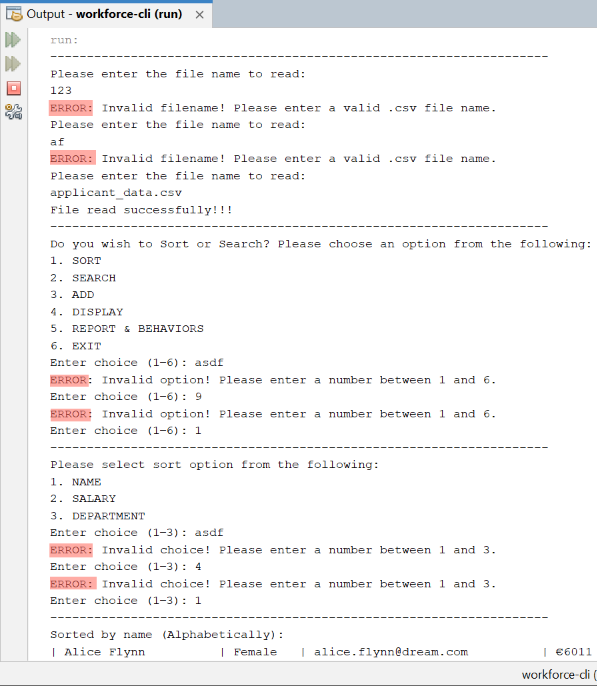 Output - workforce-cli (run)
run:
--------------------------------------------------------------------
Please enter the file name to read:
123
ERROR: Invalid filename! Please enter a valid .csv file name.
Please enter the file name to read:
af
ERROR: Invalid filename! Please enter a valid .csv file name.
Please enter the file name to read:
applicant_data.csv
File read successfully!!!
--------------------------------------------------------------------
Do you wish to Sort or Search? Please choose an option from the following:
1. SORT
2. SEARCH
3. ADD
4. DISPLAY
5. REPORT & BEHAVIORS
6. EXIT
Enter choice (1-6): asdf
ERROR: Invalid option! Please enter a number between 1 and 6.
Enter choice (1-6): 9
ERROR: Invalid option! Please enter a number between 1 and 6.
Enter choice (1-6): 1
--------------------------------------------------------------------
Please select sort option from the following:
1. NAME
2. SALARY
3. DEPARTMENT
Enter choice (1-3): asdf
ERROR: Invalid choice! Please enter a number between 1 and 3.
Enter choice (1-3): 4
ERROR: Invalid choice! Please enter a number between 1 and 3.
Enter choice (1-3): 1
--------------------------------------------------------------------
Sorted by name (Alphabetically):
| Alice Flynn | Female | alice.flynn@dream.com | €6011
workforce-cli (